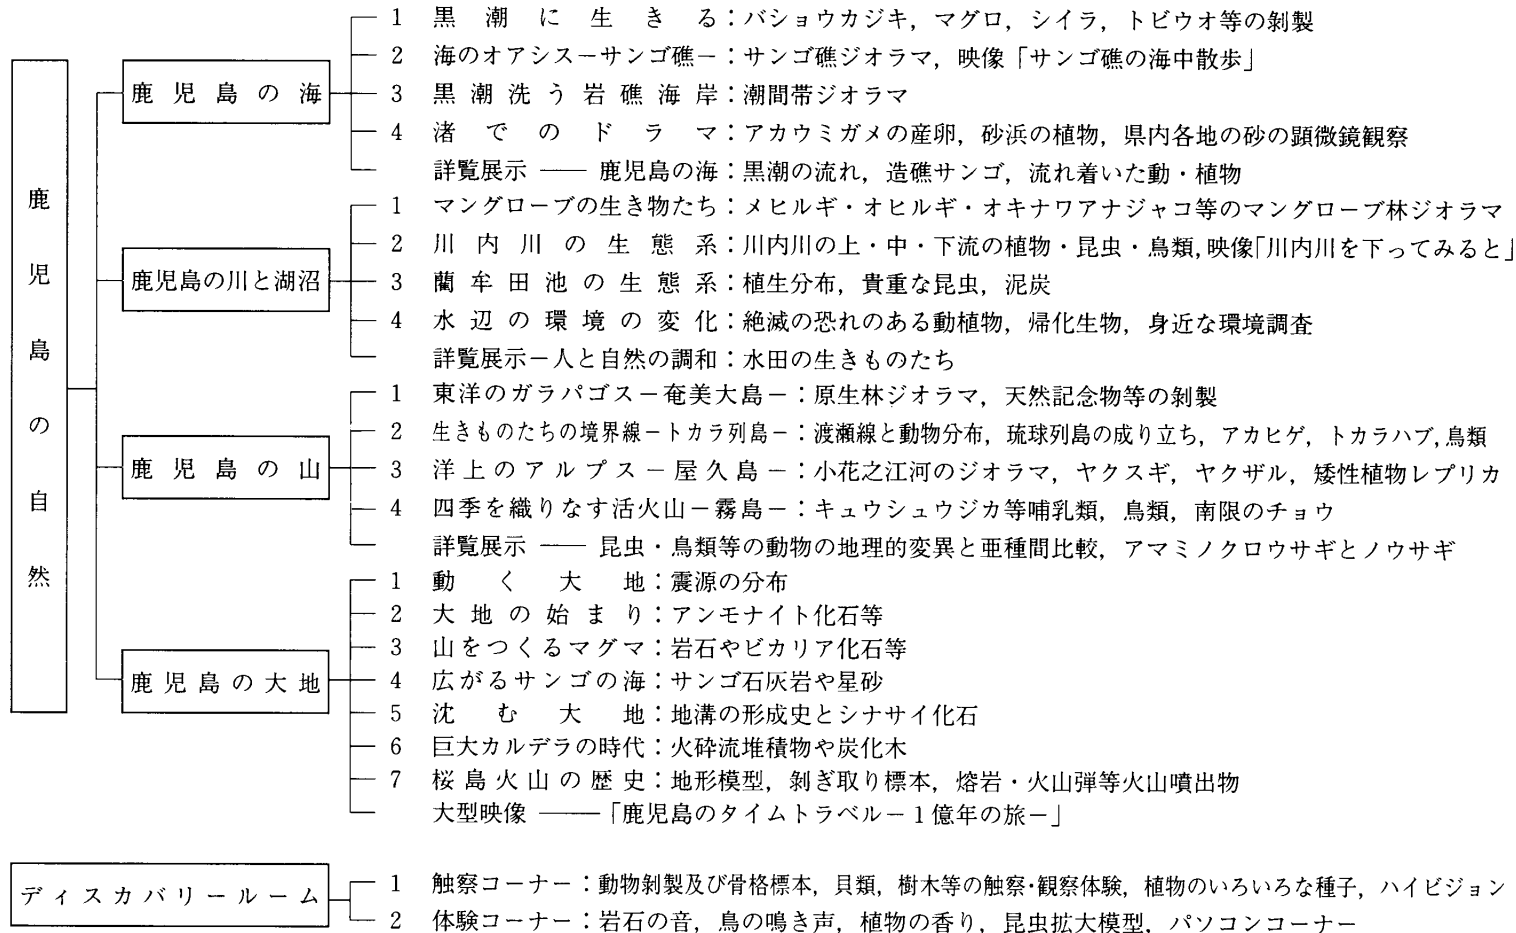 鹿児島の自然
鹿児島の海
1 黒潮に生きる：バショウカジキ，マグロ，シイラ，トビウオ等の剝製
2 海のオアシス－サンゴ礁－：サンゴ礁ジオラマ，映像「サンゴ礁の海中散歩」
3 黒潮洗う岩礁海岸：潮間帯ジオラマ
4 渚でのドラマ：アカウミガメの産卵，砂浜の植物，県内各地の砂の顕微鏡観察
詳覧展示 ── 鹿児島の海：黒潮の流れ，造礁サンゴ，流れ着いた動・植物
鹿児島の川と湖沼
1 マングローブの生き物たち：メヒルギ・オヒルギ・オキナワアナジャコ等のマングローブ林ジオラマ
2 川内川の生態系：川内川の上・中・下流の植物・昆虫・鳥類，映像「川内川を下ってみると」
3 藺牟田池の生態系：植生分布，貴重な昆虫，泥炭
4 水辺の環境の変化：絶滅の恐れのある動植物，帰化生物，身近な環境調査
詳覧展示－人と自然の調和：水田の生きものたち
鹿児島の山
1 東洋のガラパゴス－奄美大島－：原生林ジオラマ，天然記念物等の剝製
2 生きものたちの境界線－トカラ列島－：渡瀬線と動物分布，琉球列島の成り立ち，アカヒゲ，トカラハブ，鳥類
3 洋上のアルプス－屋久島－：小花之江河のジオラマ，ヤクスギ，ヤクザル，矮性植物レプリカ
4 四季を織りなす活火山－霧島－：キュウシュウジカ等哺乳類，鳥類，南限のチョウ
詳覧展示 ── 昆虫・鳥類等の動物の地理的変異と亜種間比較，アマミノクロウサギとノウサギ
鹿児島の大地
1 動く大地：震源の分布
2 大地の始まり：アンモナイト化石等
3 山をつくるマグマ：岩石やビカリア化石等
4 広がるサンゴの海：サンゴ石灰岩や星砂
5 沈む大地：地溝の形成史とシナサイ化石
6 巨大カルデラの時代：火砕流堆積物や炭化木
7 桜島火山の歴史：地形模型，剝ぎ取り標本，熔岩・火山弾等火山噴出物
大型映像 ──「鹿児島のタイムトラベル－１億年の旅－」
ディスカバリールーム
1 触察コーナー：動物剝製及び骨格標本，貝類，樹木等の触察・観察体験，植物のいろいろな種子，ハイビジョン
2 体験コーナー：岩石の音，鳥の鳴き声，植物の香り，昆虫拡大模型，パソコンコーナー